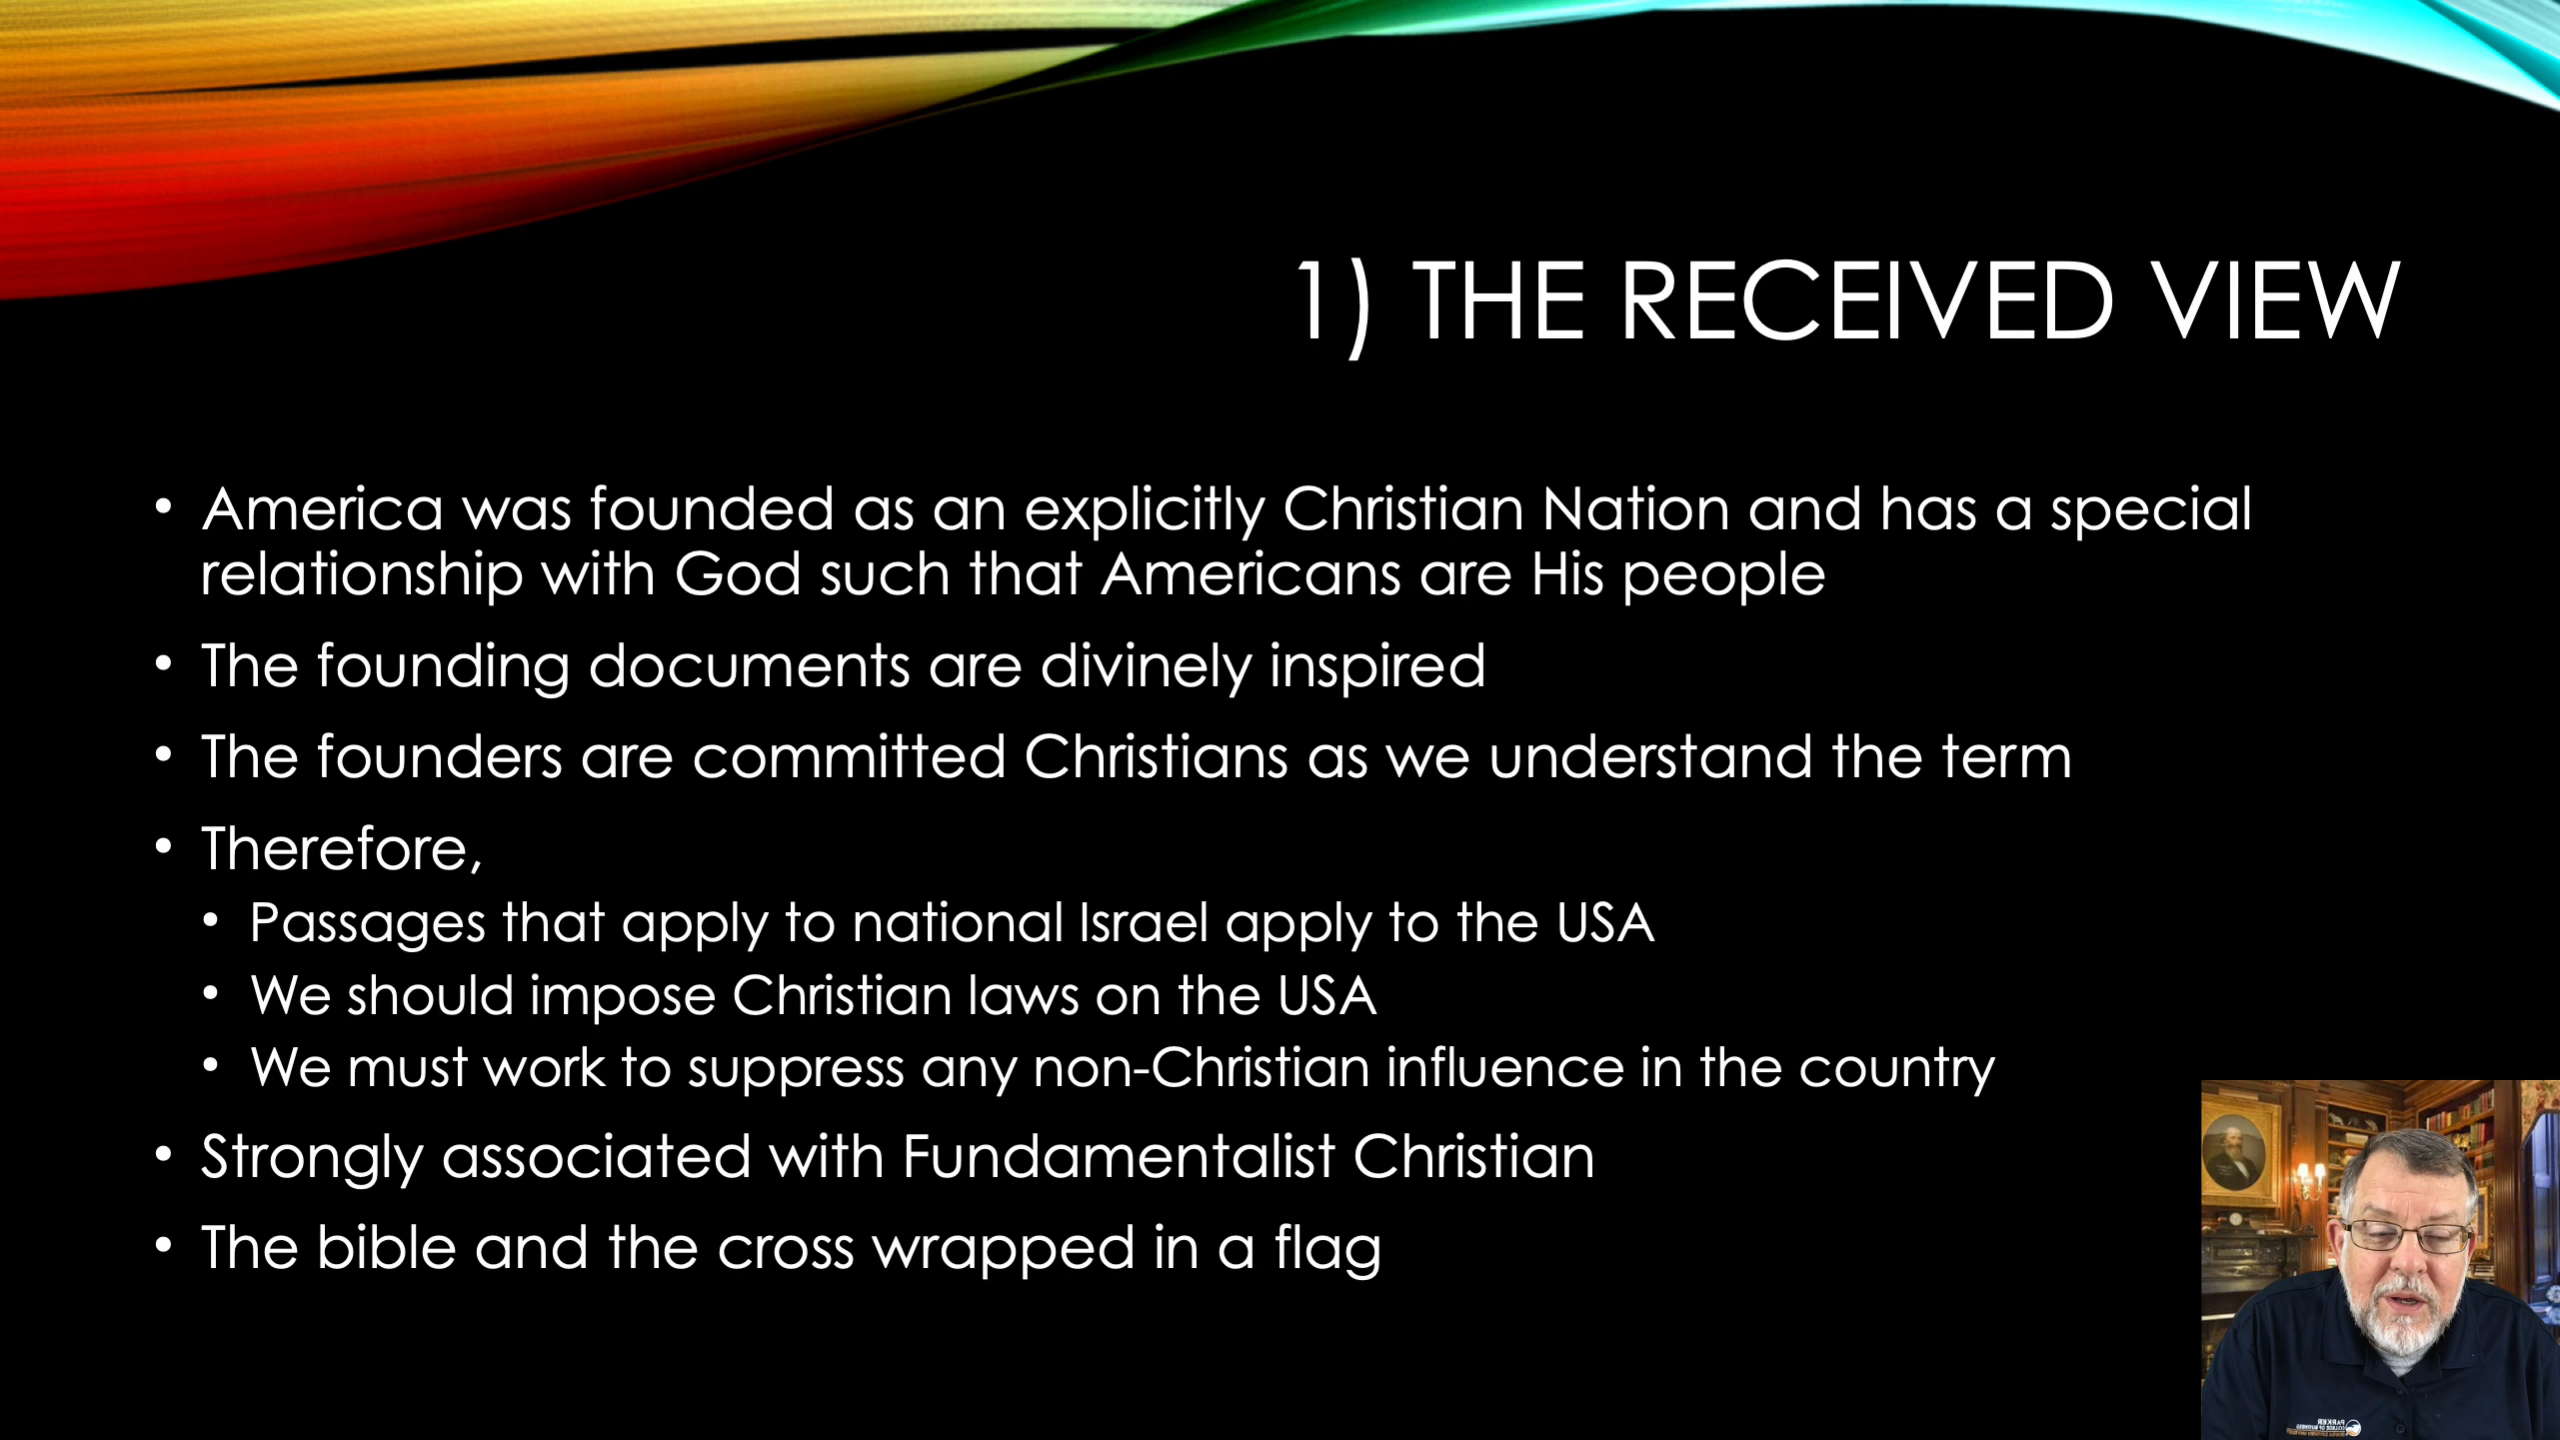 1) THE RECEIVED VIEW
• America was founded as an explicitly Christian Nation and has a special
relationship with God such that Americans are His people
• The founding documents are divinely inspired
• The founders are committed Christians as we understand the term
• Therefore,
• Passages that apply to national Israel apply to the USA
• We should impose Christian laws on the USA
• We must work to suppress any non-Christian influence in the country
• Strongly associated with Fundamentalist Christian
• The bible and the cross wrapped in a flag
PARKER
COLLEGE OF BUSINESS